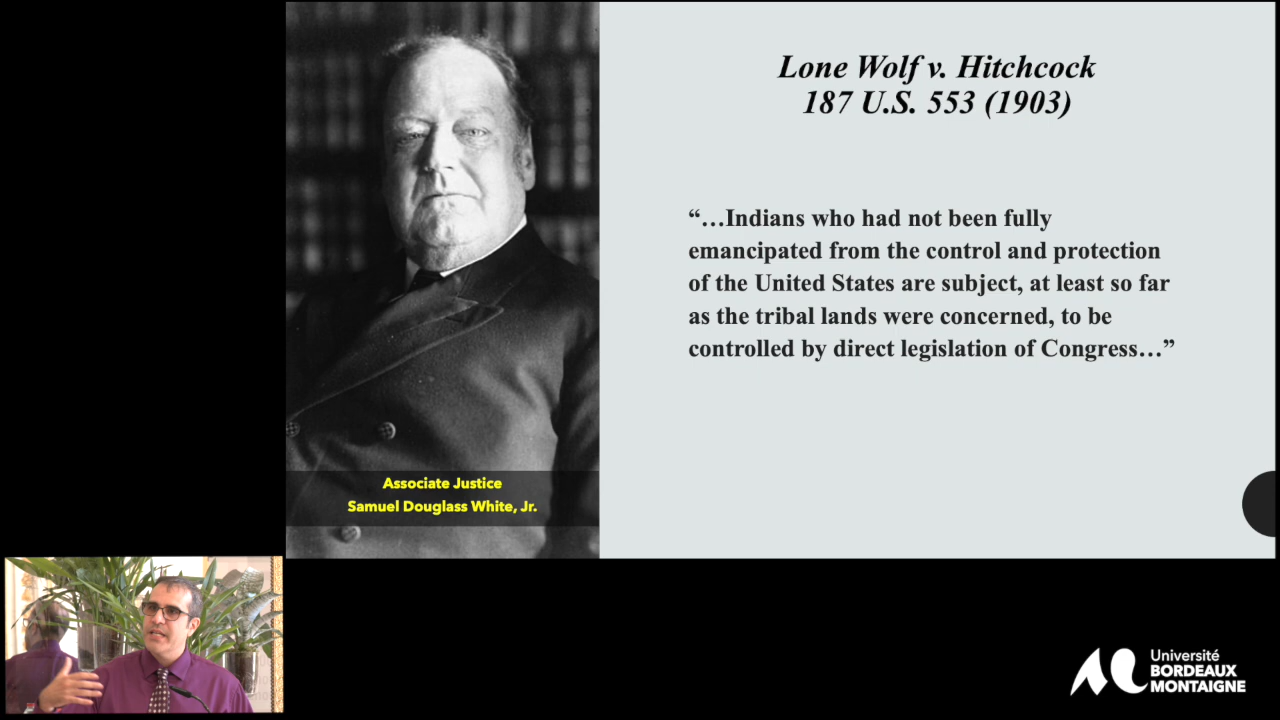 Lone Wolf v. Hitchcock
187 U.S. 553 (1903)
“…Indians who had not been fully
emancipated from the control and protection
of the United States are subject, at least so far
as the tribal lands were concerned, to be
controlled by direct legislation of Congress…”
Associate Justice
Samuel Douglass White, Jr.
Université
BORDEAUX
MONTAIGNE